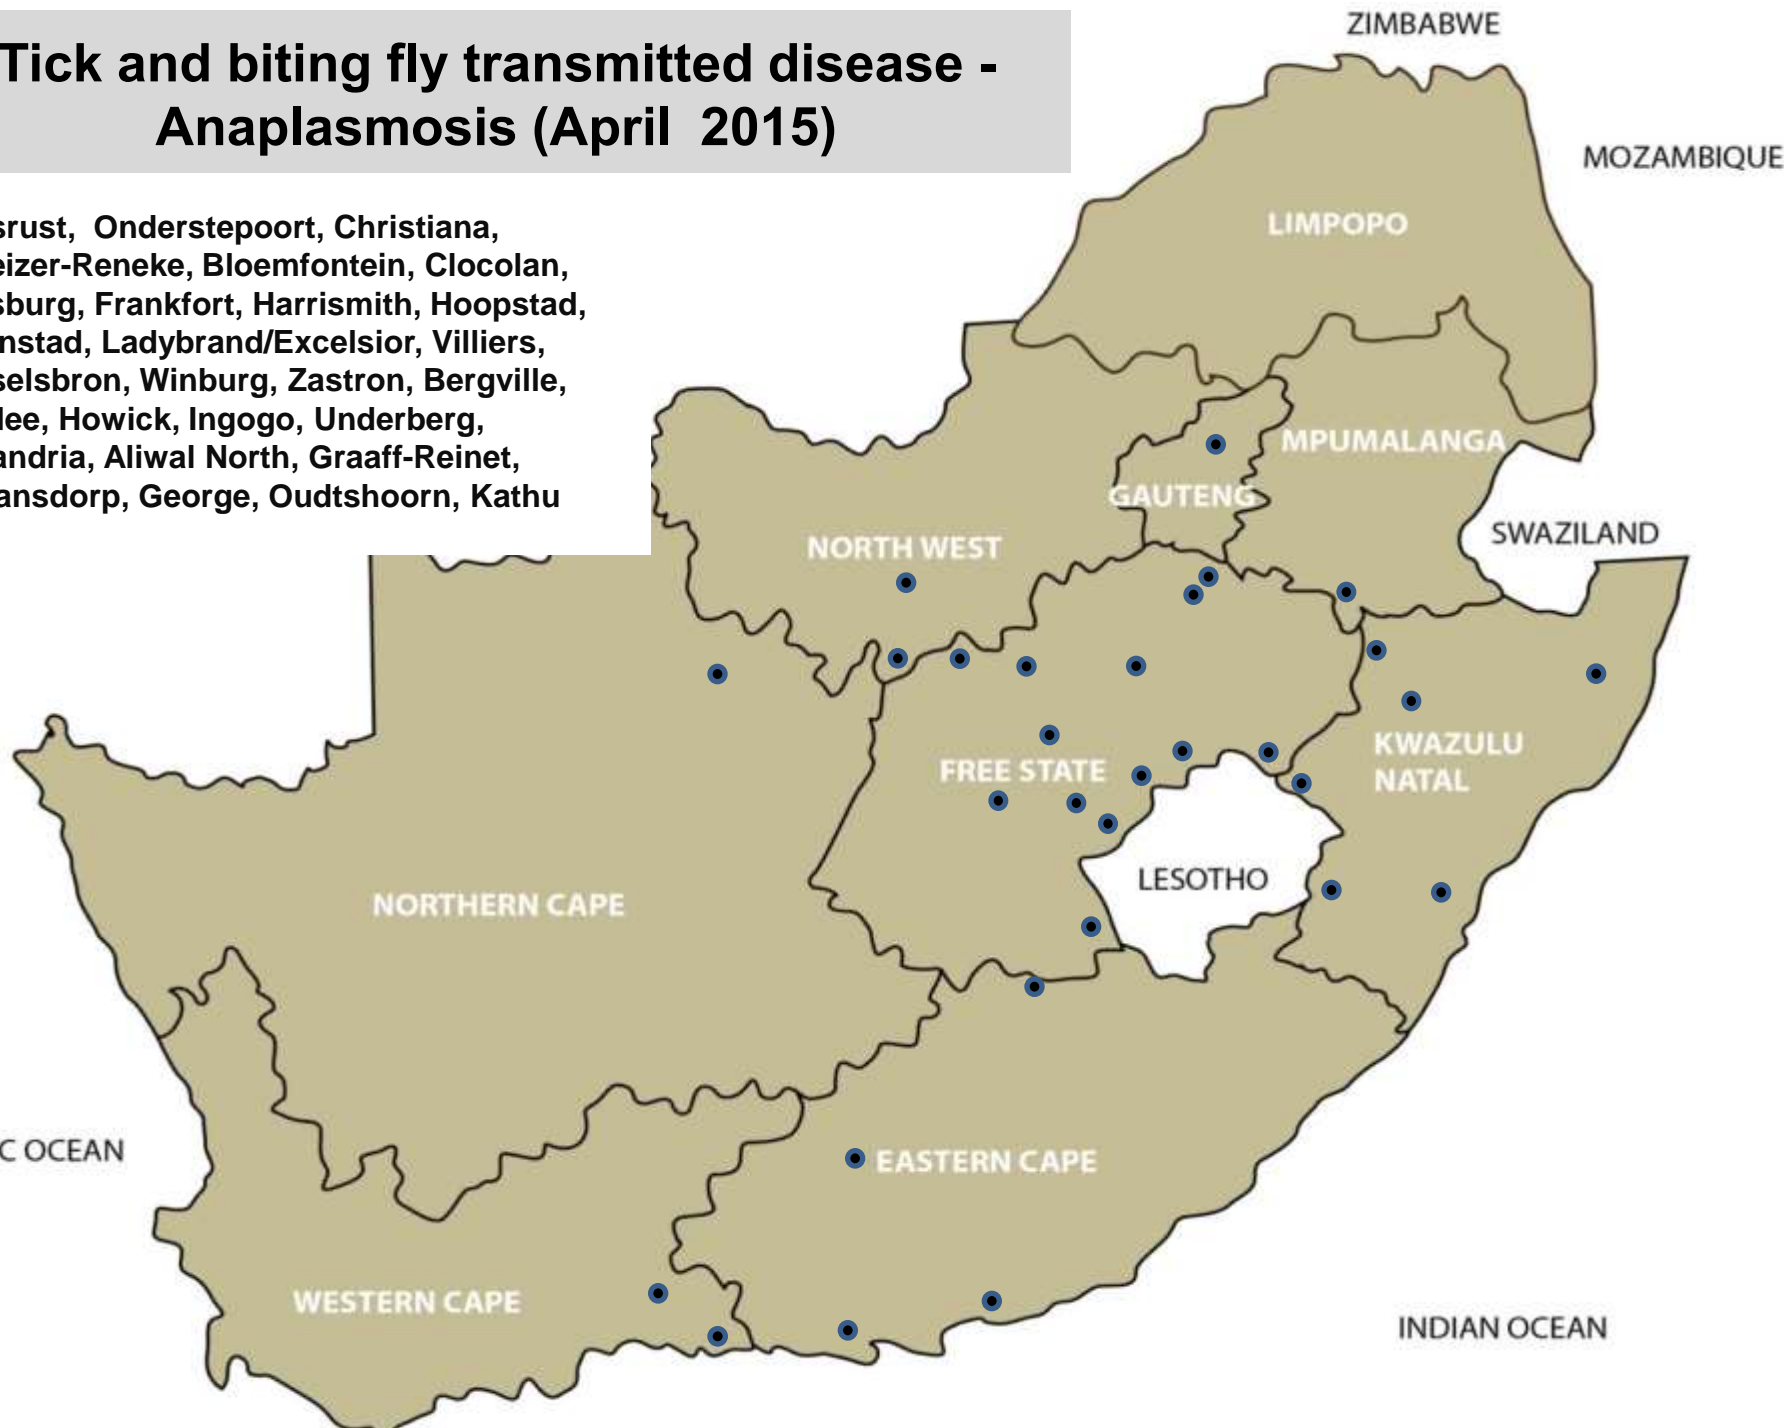 Tick and biting fly transmitted disease -
Anaplasmosis (April 2015)
srust, Onderstepoort, Christiana,
eizer-Reneke, Bloemfontein, Clocolan,
sburg, Frankfort, Harrismith, Hoopstad,
nstad, Ladybrand/Excelsior, Villiers,
selsbron, Winburg, Zastron, Bergville,
lee, Howick, Ingogo, Underberg,
andria, Aliwal North, Graaff-Reinet,
ansdorp, George, Oudtshoorn, Kathu
ZIMBABWE
MOZAMBIQUE
LIMPOPO
MPUMALANGA
GAUTENG
NORTH WEST
SWAZILAND
KWAZULU
NATAL
FREE STATE
LESOTHO
NORTHERN CAPE
C OCEAN
EASTERN CAPE
WESTERN CAPE
INDIAN OCEAN